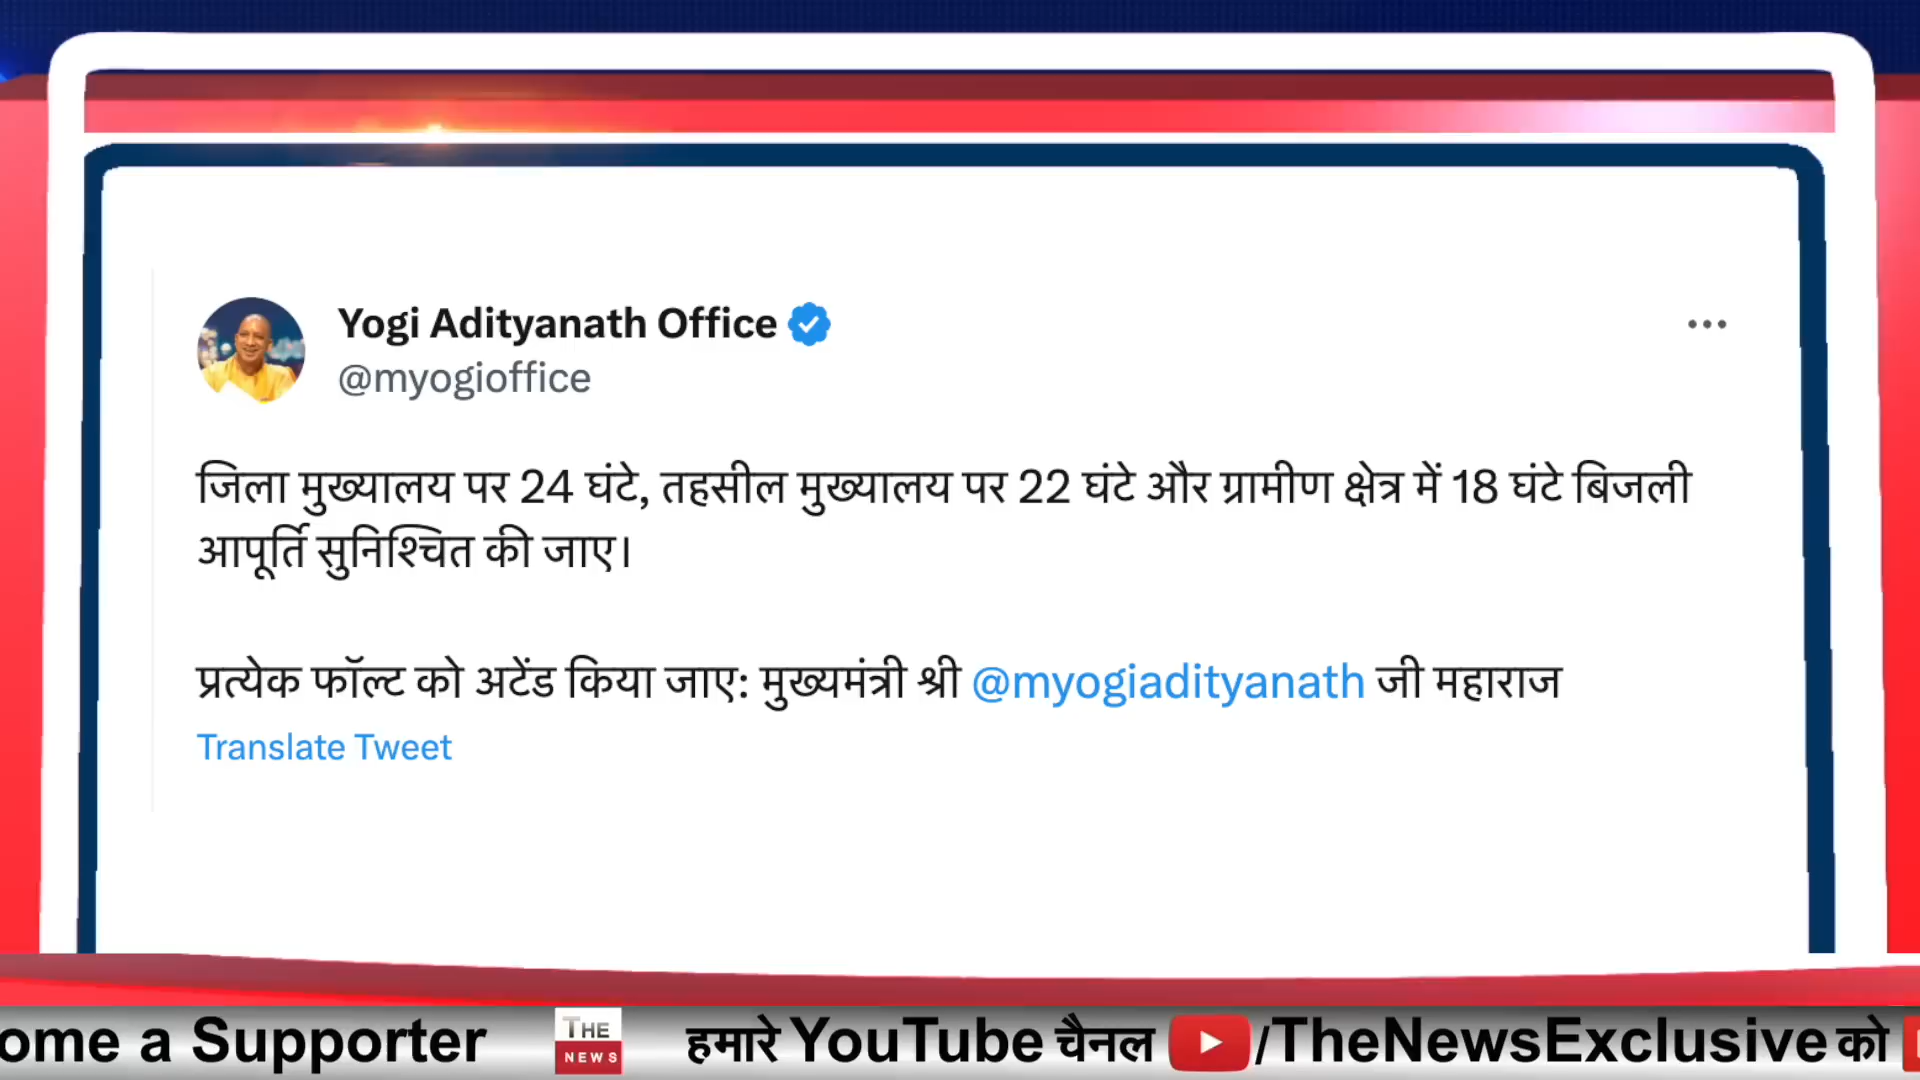 Yogi Adityanath Office
@myogioffice
जिला मुख्यालय पर 24 घंटे, तहसील मुख्यालय पर 22 घंटे और ग्रामीण क्षेत्र में 18 घंटे बिजली
आपूर्ति सुनिश्चित की जाए।
प्रत्येक फॉल्ट को अटेंड किया जाए: मुख्यमंत्री श्री @myogiadityanath जी महाराज
Translate Tweet
ome a Supporter THE NEWS हमारे YouTube चैनल /TheNewsExclusive को